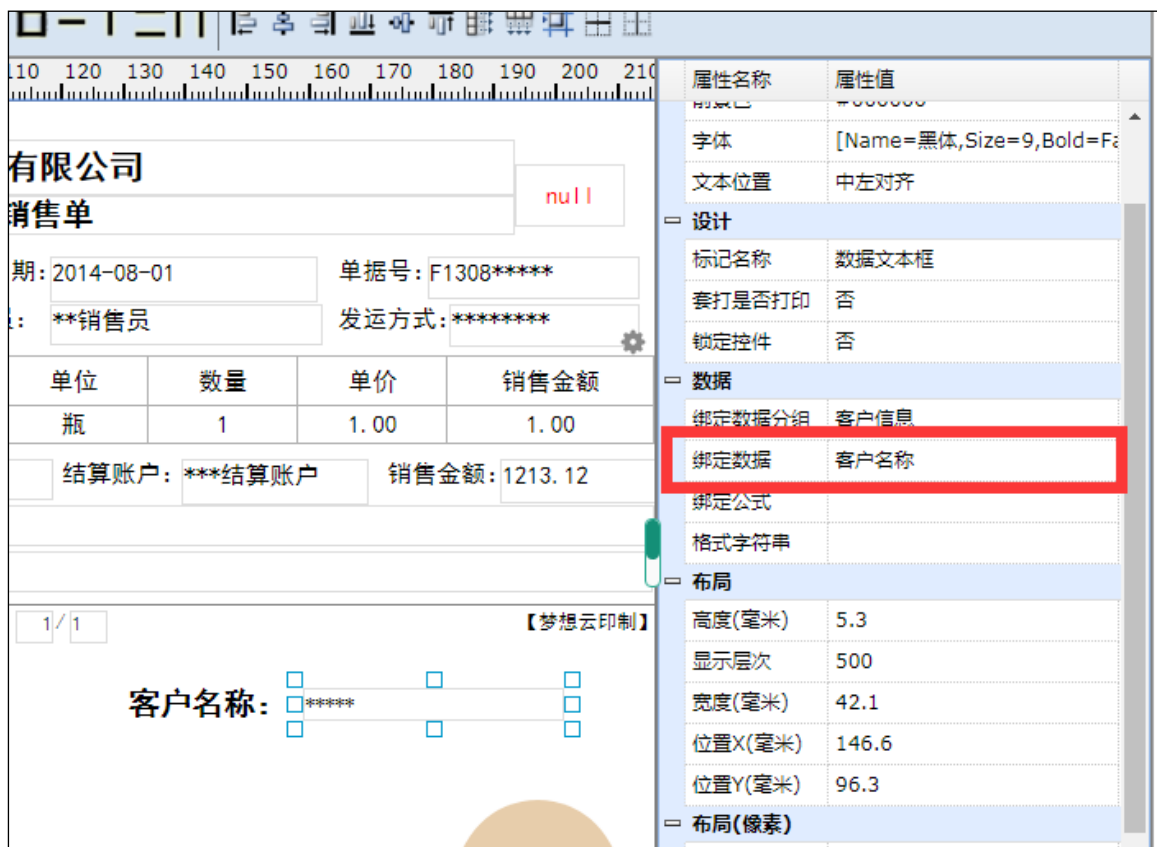 110 120 130 140 150 160 170 180 190 200 210
有限公司
销售单
null
期: 2014-08-01 单据号: F1308*****
: **销售员 发运方式: ********
单位 数量 单价 销售金额
瓶 1 1.00 1.00
结算账户: ***结算账户 销售金额: 1213.12
1/1 【梦想云印制】
客户名称: *****
属性名称 属性值
前景色 #000000
字体 [Name=黑体,Size=9,Bold=Fa
文本位置 中左对齐
设计
标记名称 数据文本框
套打是否打印 否
锁定控件 否
数据
绑定数据分组 客户信息
绑定数据 客户名称
绑定公式
格式字符串
布局
高度(毫米) 5.3
显示层次 500
宽度(毫米) 42.1
位置X(毫米) 146.6
位置Y(毫米) 96.3
布局(像素)